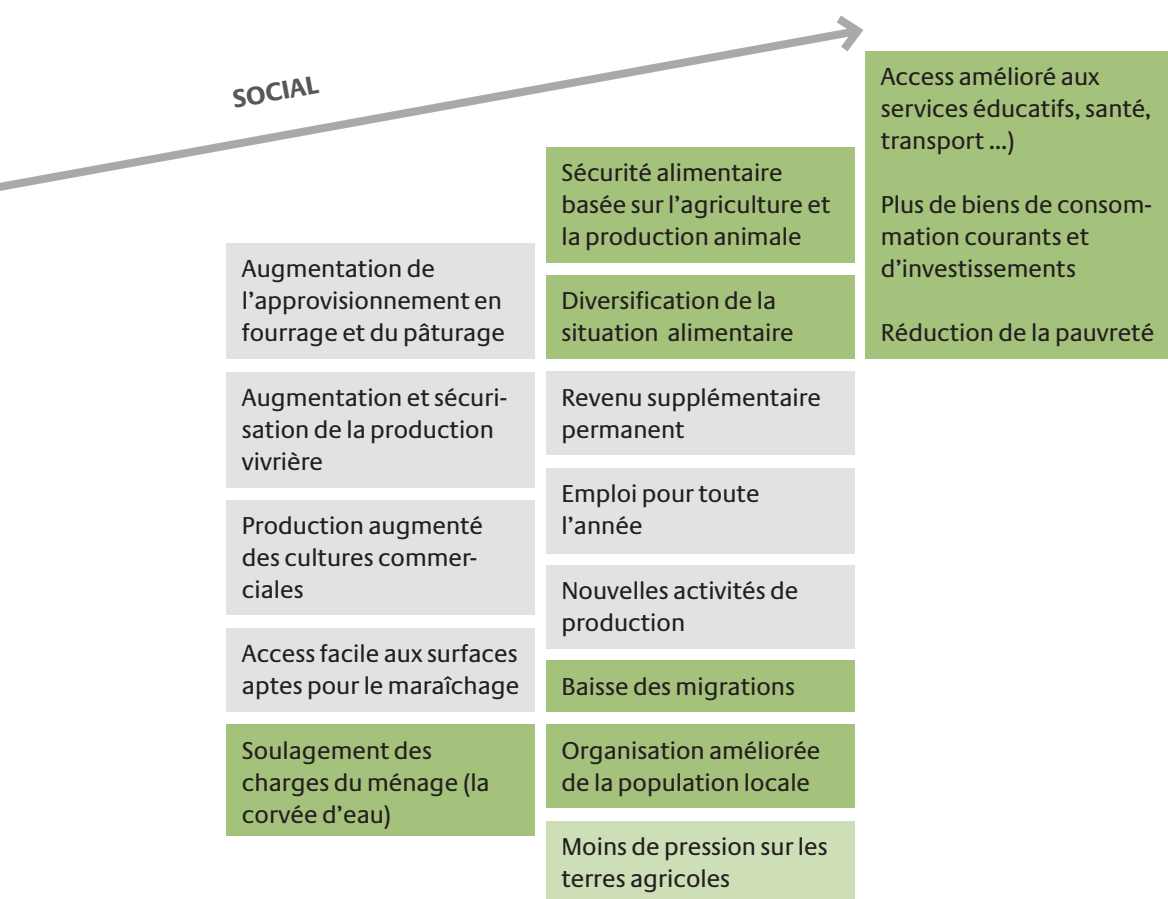 SOCIAL
Augmentation de
l'approvisionnement en
fourrage et du pâturage
Augmentation et sécuri-
sation de la production
vivrière
Production augmenté
des cultures commer-
ciales
Access facile aux surfaces
aptes pour le maraîchage
Soulagement des
charges du ménage (la
corvée d'eau)
Sécurité alimentaire
basée sur l'agriculture et
la production animale
Diversification de la
situation alimentaire
Revenu supplémentaire
permanent
Emploi pour toute
l'année
Nouvelles activités de
production
Baisse des migrations
Organisation améliorée
de la population locale
Moins de pression sur les
terres agricoles
Access amélioré aux
services éducatifs, santé,
transport ...)
Plus de biens de consom-
mation courants et
d'investissements
Réduction de la pauvreté